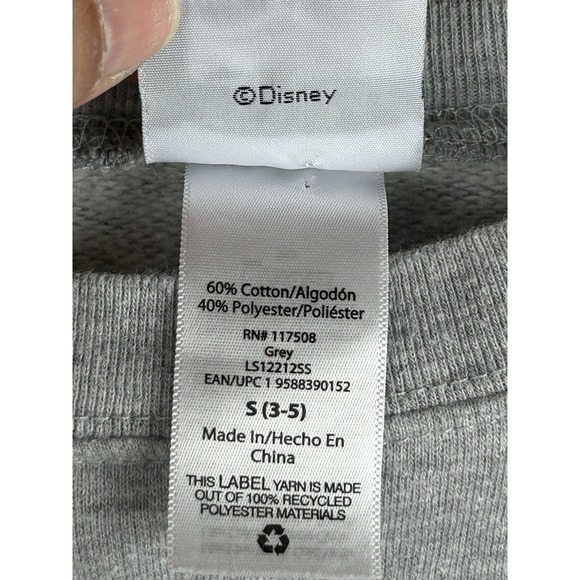 ©Disney
60% Cotton/Algodón
40% Polyester/Poliéster
RN# 117508
Grey
LS12212SS
EAN/UPC 1 9588390152
S (3-5)
Made In/Hecho En
China
THIS LABEL YARN IS MADE
OUT OF 100% RECYCLED
POLYESTER MATERIALS